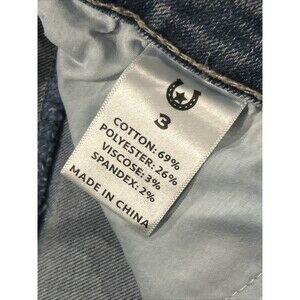 3
COTTON: 69%
POLYESTER: 26%
VISCOSE: 3%
SPANDEX: 2%
MADE IN CHINA